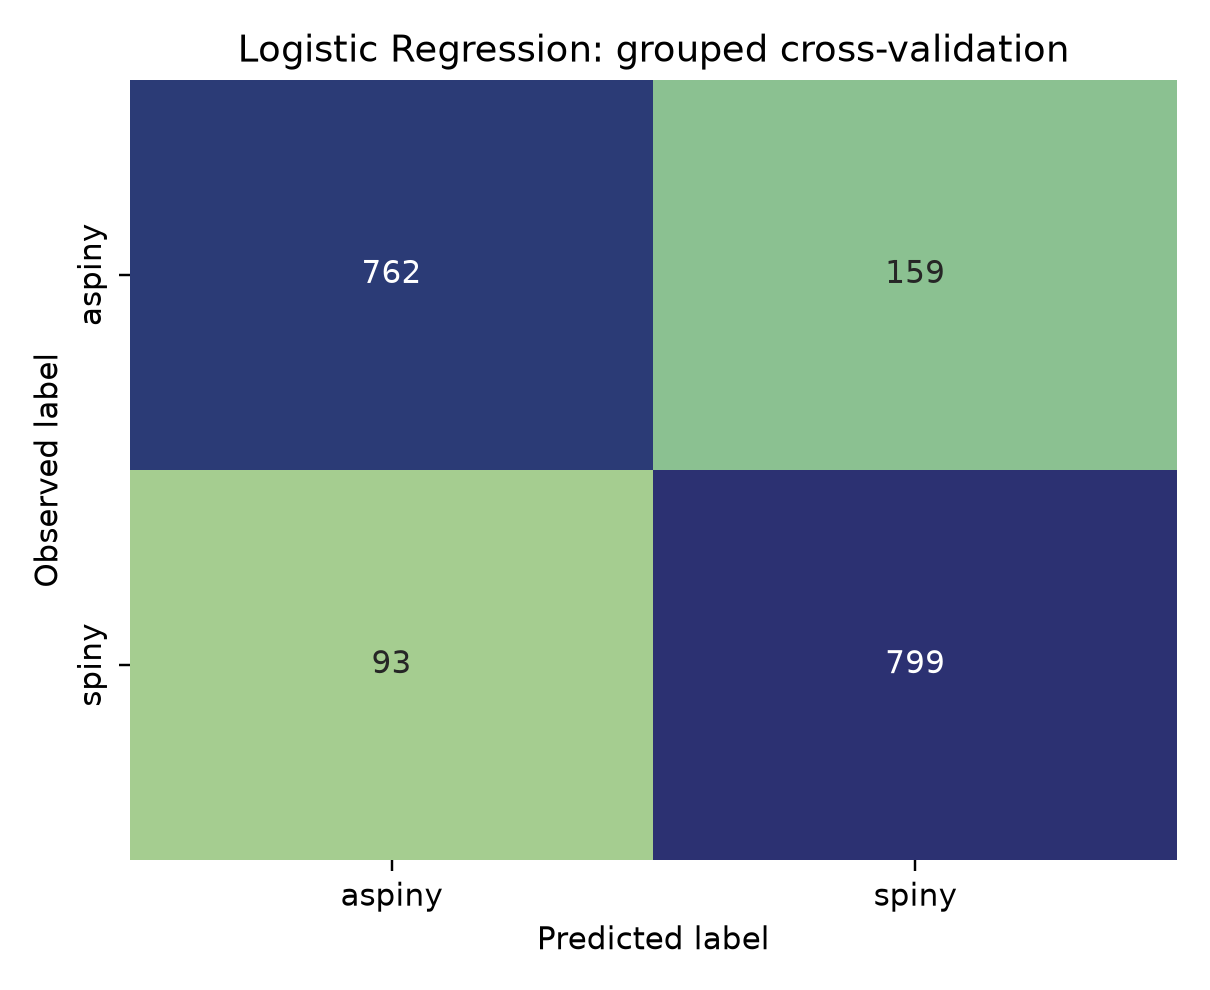 Logistic Regression: grouped cross-validation
Observed label
aspiny
762
159
spiny
93
799
aspiny
spiny
Predicted label